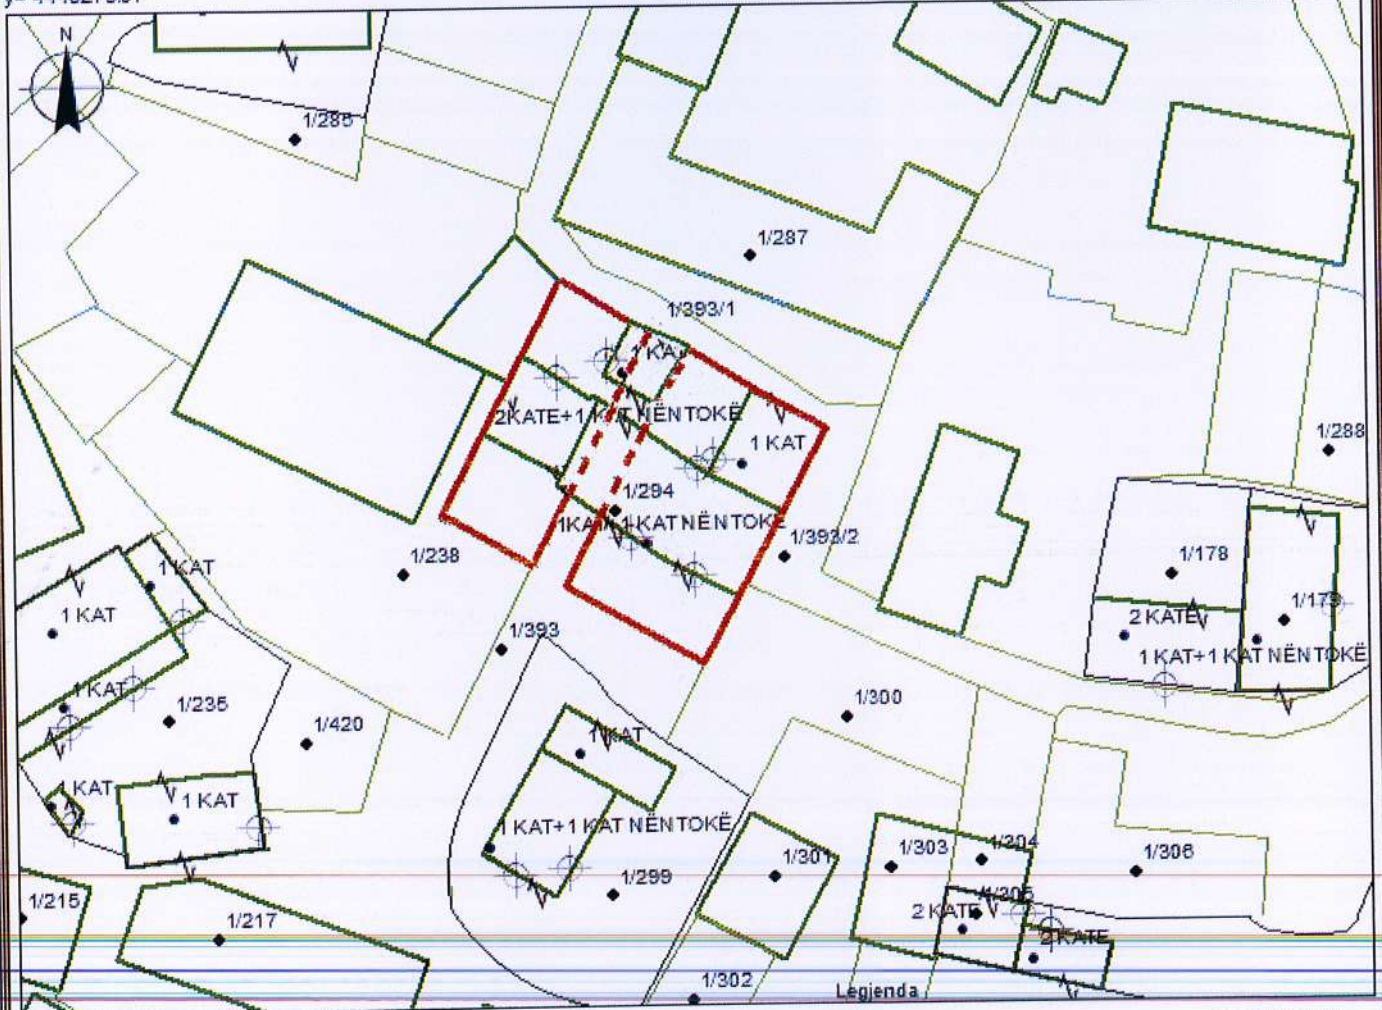 N
1/285
1/287
1/393/1
1 KAT
2KATE+1 KAT NËNTOKË
1 KAT
1/288
1/294
1KAT+1 KAT NËNTOKË
1/393/2
1/238
1/178
1 KAT
1 KAT
2 KATE
1 KAT+1 KAT NËNTOKË
1/393
1 KAT
1/235
1/300
1/420
1 KAT
1 KAT
1 KAT
1 KAT+1 KAT NËNTOKË
1/301
1/303
1/304
1/306
1/299
1/305
1/215
1/217
2 KATE
2 KATE
1/302
Legjenda